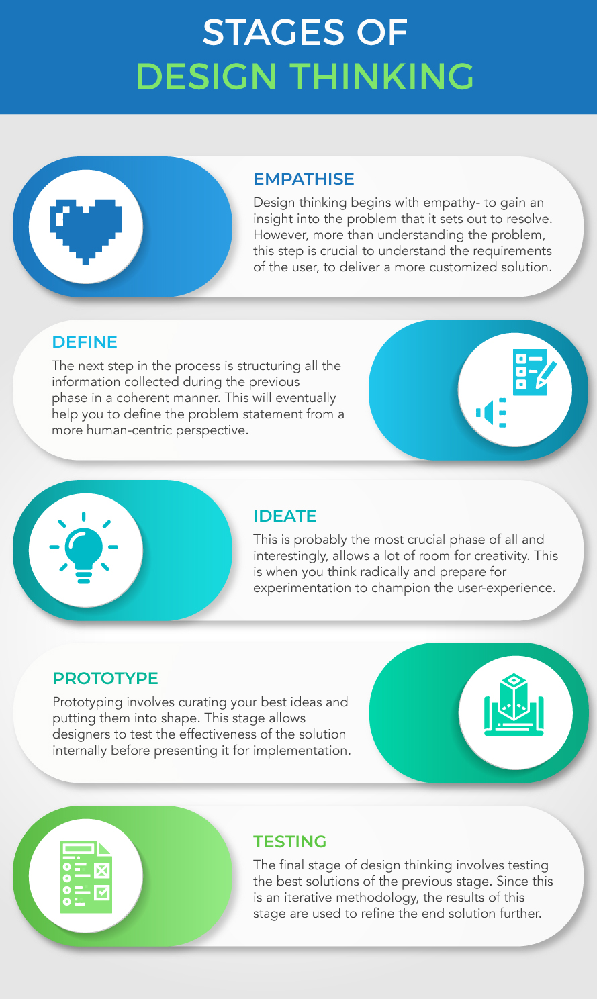 STAGES OF
DESIGN THINKING
EMPATHISE
Design thinking begins with empathy- to gain an
insight into the problem that it sets out to resolve.
However, more than understanding the problem,
this step is crucial to understand the requirements
of the user, to deliver a more customized solution.
DEFINE
The next step in the process is structuring all the
information collected during the previous
phase in a coherent manner. This will eventually
help you to define the problem statement from a
more human-centric perspective.
IDEATE
This is probably the most crucial phase of all and
interestingly, allows a lot of room for creativity. This
is when you think radically and prepare for
experimentation to champion the user-experience.
PROTOTYPE
Prototyping involves curating your best ideas and
putting them into shape. This stage allows
designers to test the effectiveness of the solution
internally before presenting it for implementation.
TESTING
The final stage of design thinking involves testing
the best solutions of the previous stage. Since this
is an iterative methodology, the results of this
stage are used to refine the end solution further.